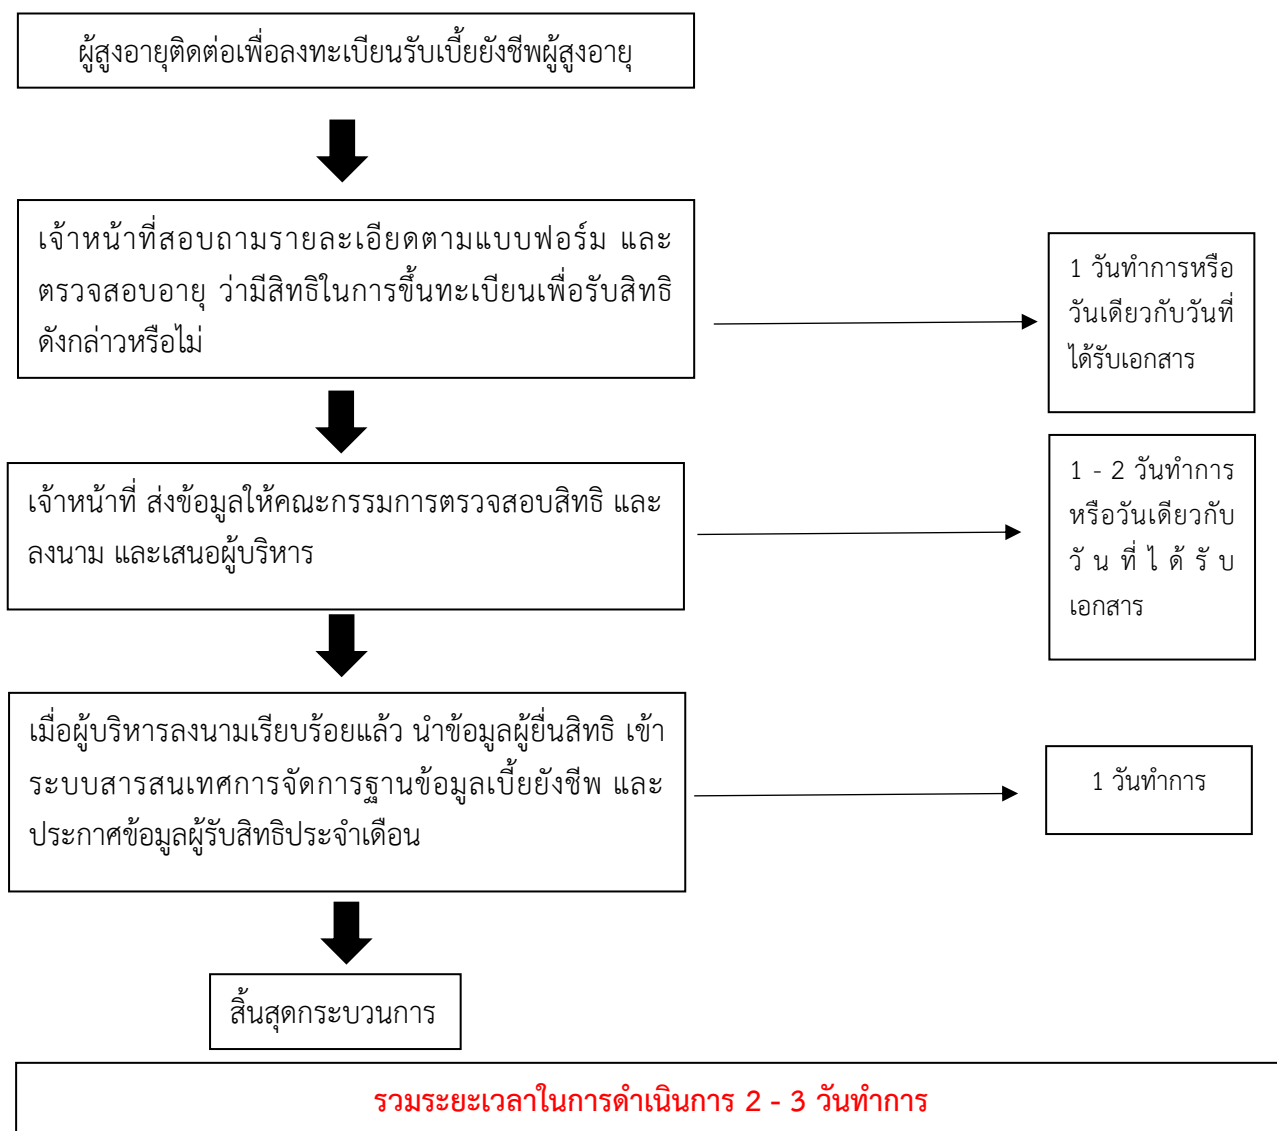 ผู้สูงอายุติดต่อเพื่อลงทะเบียนรับเบี้ยยังชีพผู้สูงอายุ
เจ้าหน้าที่สอบถามรายละเอียดตามแบบฟอร์ม และ
ตรวจสอบอายุ ว่ามีสิทธิในการขึ้นทะเบียนเพื่อรับสิทธิ
ดังกล่าวหรือไม่
1 วันทำการหรือ
วันเดียวกับวันที่
ได้รับเอกสาร
เจ้าหน้าที่ ส่งข้อมูลให้คณะกรรมการตรวจสอบสิทธิ และ
ลงนาม และเสนอผู้บริหาร
1 - 2 วันทำการ
หรือวันเดียวกับ
วันที่ได้รับ
เอกสาร
เมื่อผู้บริหารลงนามเรียบร้อยแล้ว นำข้อมูลผู้ยื่นสิทธิ เข้า
ระบบสารสนเทศการจัดการฐานข้อมูลเบี้ยยังชีพ และ
ประกาศข้อมูลผู้รับสิทธิประจำเดือน
1 วันทำการ
สิ้นสุดกระบวนการ
รวมระยะเวลาในการดำเนินการ 2 - 3 วันทำการ